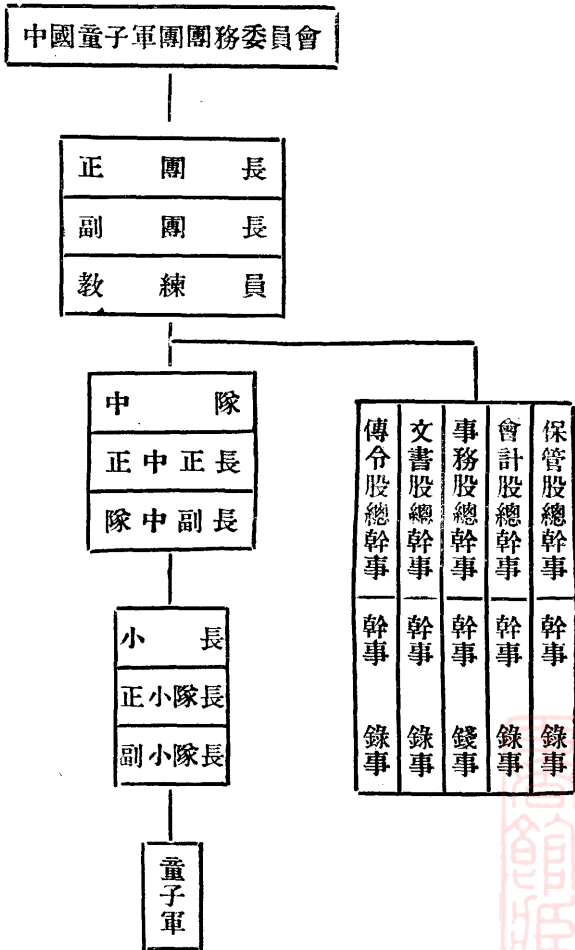 中國童子軍團團務委員會
正團長
副團長
教練員
中隊
正中正長
隊中副長
小長
正小隊長
副小隊長
童子軍
保管股總幹事 幹事 錄事
會計股總幹事 幹事 錄事
事務股總幹事 幹事 錢事
文書股總幹事 幹事 錄事
傳令股總幹事 幹事 錄事